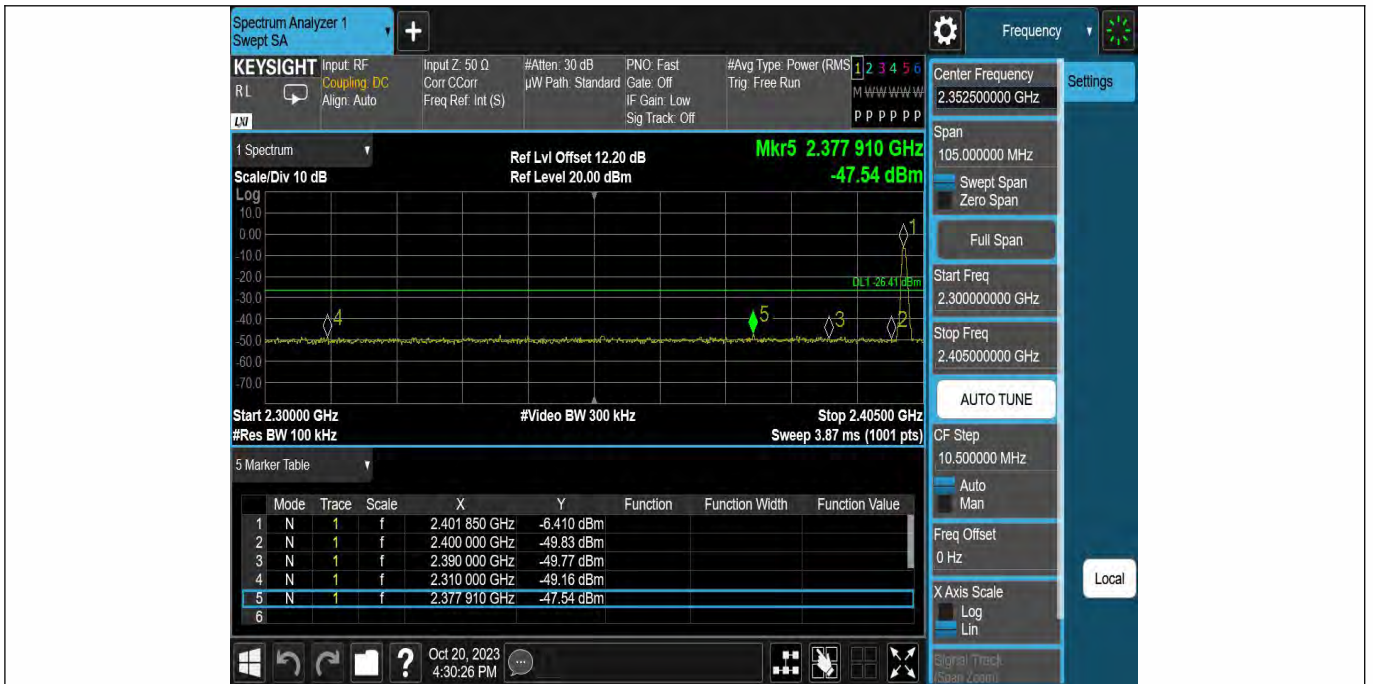 Spectrum Analyzer 1
Swept SA
+
Frequency
KEYSIGHT
RL
LXI
Input: RF
Coupling: DC
Align: Auto
Input Z: 50 Ω
Corr CCorr
Freq Ref: Int (S)
#Atten: 30 dB
µW Path: Standard
PNO: Fast
Gate: Off
IF Gain: Low
Sig Track: Off
#Avg Type: Power (RMS
Trig: Free Run
1 2 3 4 5 6
M W W W W W
P P P P P P
1 Spectrum
Scale/Div 10 dB
Ref Lvl Offset 12.20 dB
Ref Level 20.00 dBm
Mkr5 2.377 910 GHz
-47.54 dBm
Log
10.0
0.00
-10.0
-20.0
-30.0
-40.0
-50.0
-60.0
-70.0
1
DL1 -26.41 dBm
4
5
3
2
Start 2.30000 GHz
#Video BW 300 kHz
Stop 2.40500 GHz
#Res BW 100 kHz
Sweep 3.87 ms (1001 pts)
5 Marker Table
Mode Trace Scale X Y Function Function Width Function Value
1 N 1 f 2.401 850 GHz -6.410 dBm
2 N 1 f 2.400 000 GHz -49.83 dBm
3 N 1 f 2.390 000 GHz -49.77 dBm
4 N 1 f 2.310 000 GHz -49.16 dBm
5 N 1 f 2.377 910 GHz -47.54 dBm
6
?
Oct 20, 2023
4:30:26 PM
Center Frequency
2.352500000 GHz
Span
105.000000 MHz
Swept Span
Zero Span
Full Span
Start Freq
2.300000000 GHz
Stop Freq
2.405000000 GHz
AUTO TUNE
CF Step
10.500000 MHz
Auto
Man
Freq Offset
0 Hz
X Axis Scale
Log
Lin
Signal Track
(Span Zoom)
Settings
Local